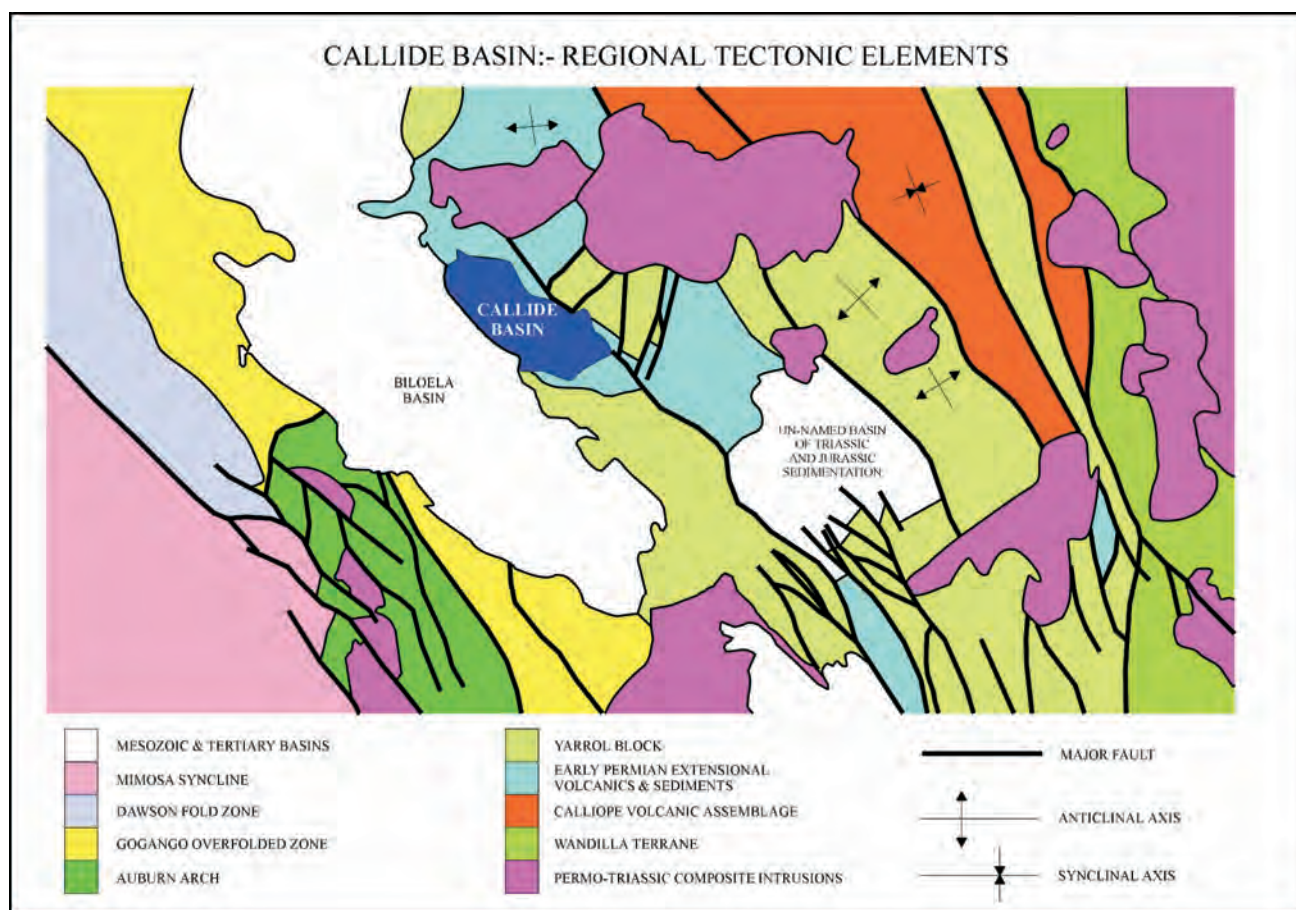 CALLIDE BASIN:- REGIONAL TECTONIC ELEMENTS
CALLIDE
BASIN
BILOELA
BASIN
UN-NAMED BASIN
OF TRIASSIC
AND JURASSIC
SEDIMENTATION
MESOZOIC & TERTIARY BASINS
MIMOSA SYNCLINE
DAWSON FOLD ZONE
GOGANGO OVERFOLDED ZONE
AUBURN ARCH
YARROL BLOCK
EARLY PERMIAN EXTENSIONAL
VOLCANICS & SEDIMENTS
CALLIOPE VOLCANIC ASSEMBLAGE
WANDILLA TERRANE
PERMO-TRIASSIC COMPOSITE INTRUSIONS
MAJOR FAULT
ANTICLINAL AXIS
SYNCLINAL AXIS